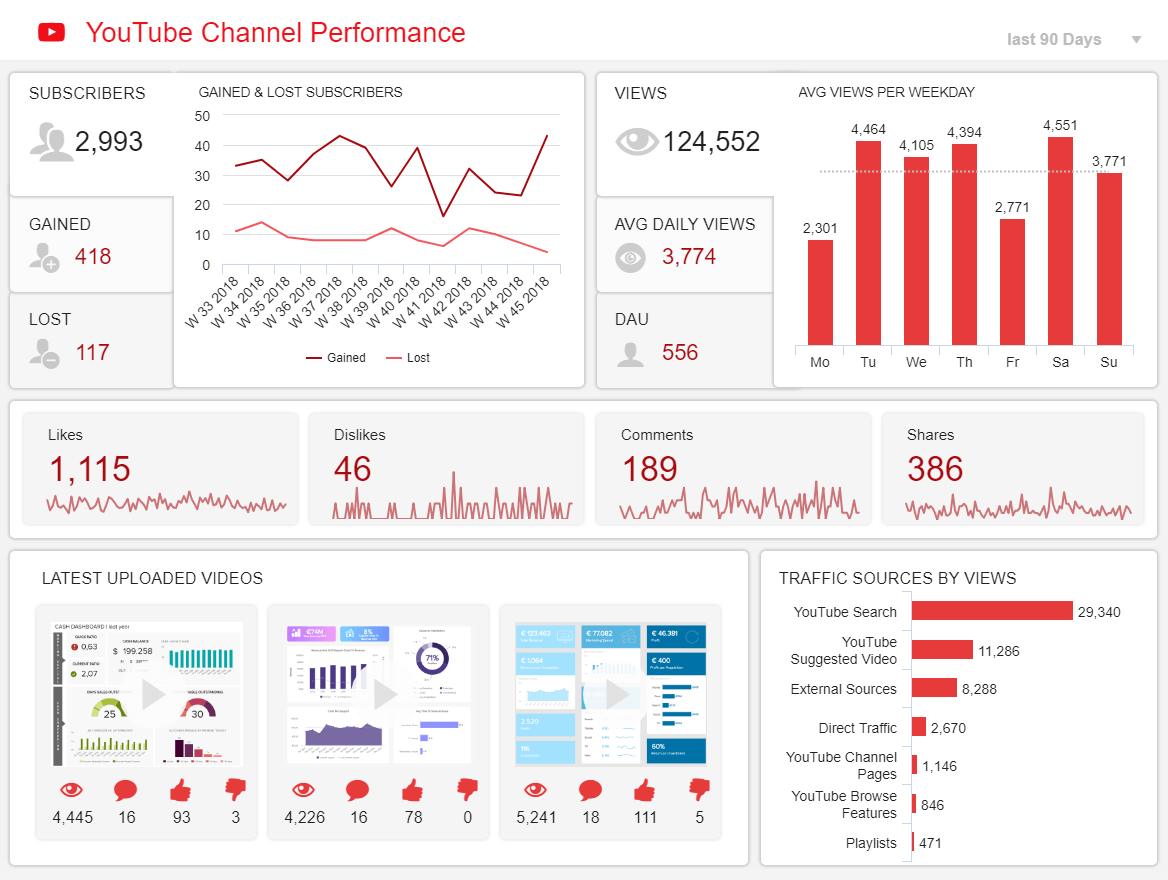 YouTube Channel Performance
last 90 Days
SUBSCRIBERS
2,993
GAINED
418
LOST
117
GAINED & LOST SUBSCRIBERS
50
40
30
20
10
0
W 33 2018
W 34 2018
W 35 2018
W 36 2018
W 37 2018
W 38 2018
W 39 2018
W 40 2018
W 41 2018
W 42 2018
W 43 2018
W 44 2018
W 45 2018
Gained Lost
VIEWS
124,552
AVG DAILY VIEWS
3,774
DAU
556
AVG VIEWS PER WEEKDAY
2,301
4,464
4,105
4,394
2,771
4,551
3,771
Mo Tu We Th Fr Sa Su
Likes
1,115
Dislikes
46
Comments
189
Shares
386
LATEST UPLOADED VIDEOS
CASH DASHBOARD I last year
QUICK RATIO
0,63
CURRENT RATIO
2,07
CASH BALANCE
$ 199.258
25
30
4,445 16 93 3
€74M
8%
71%
4,226 16 78 0
€ 123.463
€ 77.082
€ 46.381
€ 1.064
€ 400
2.920
116
60%
5,241 18 111 5
TRAFFIC SOURCES BY VIEWS
YouTube Search 29,340
YouTube
Suggested Video 11,286
External Sources 8,288
Direct Traffic 2,670
YouTube Channel
Pages 1,146
YouTube Browse
Features 846
Playlists 471